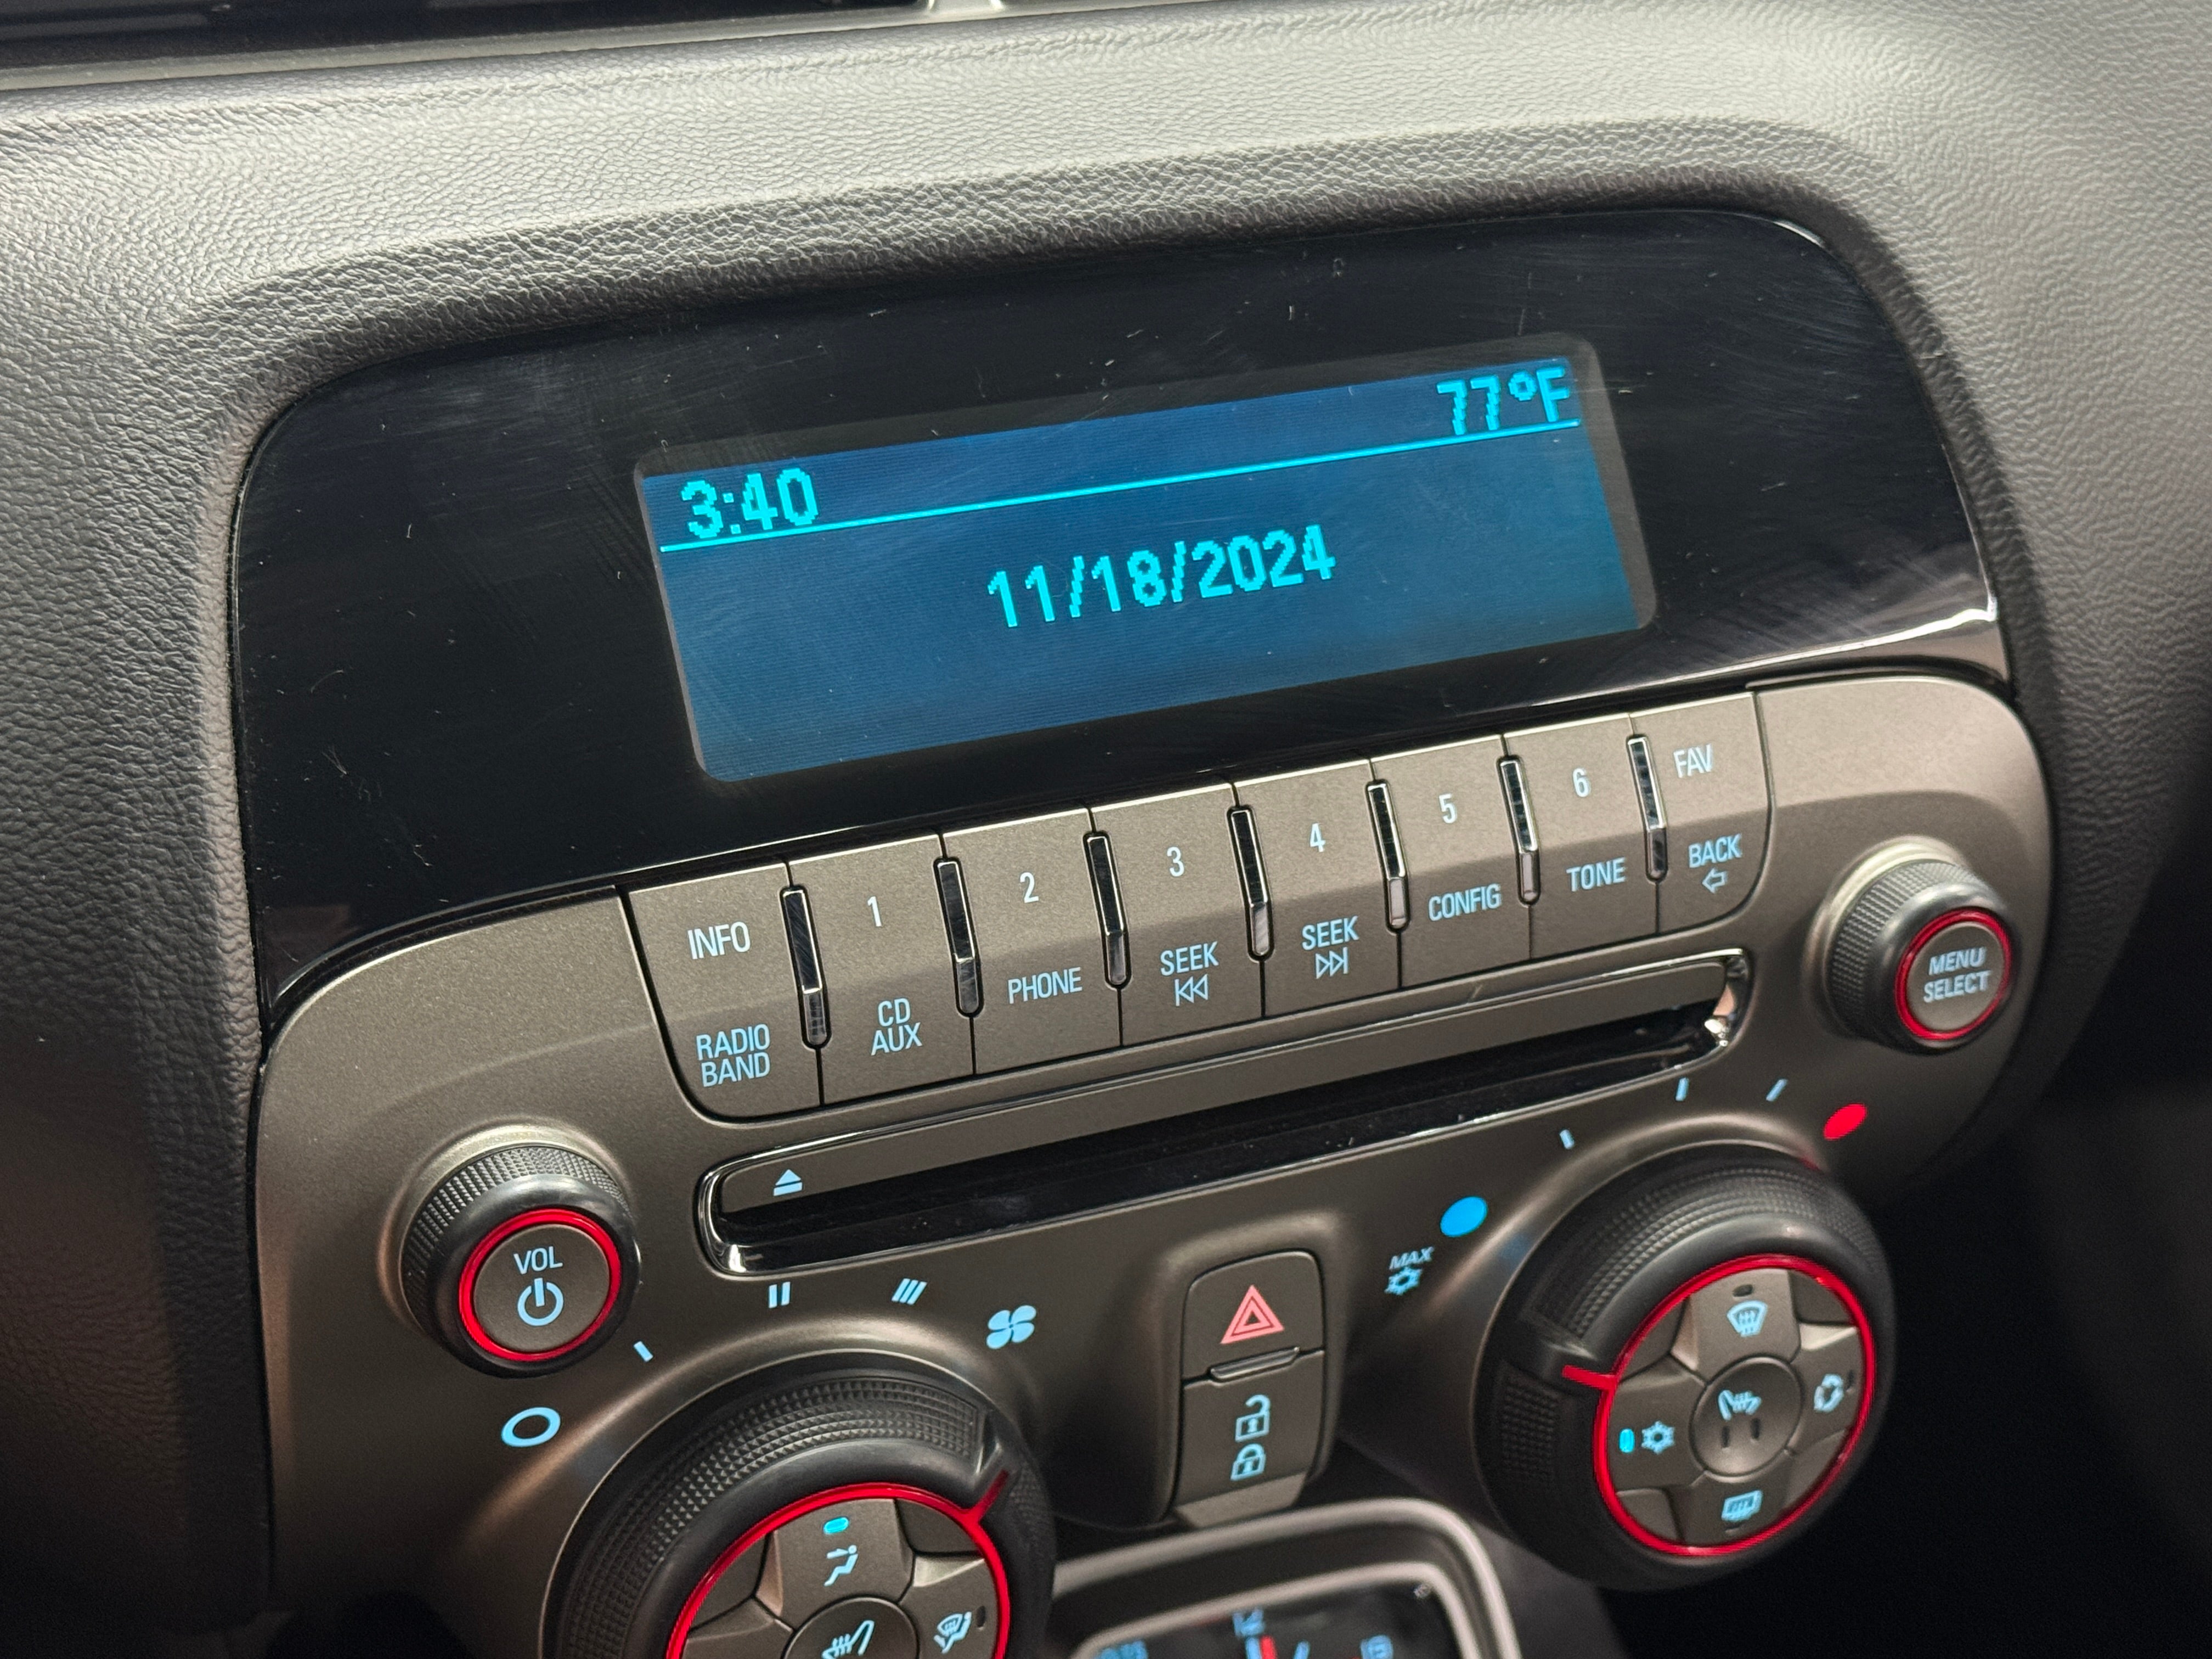 3:40
77°F
11/18/2024
INFO
1
2
3
4
5
6
FAV
RADIO
BAND
CD
AUX
PHONE
SEEK
SEEK
CONFIG
TONE
BACK
MENU
SELECT
VOL
MAX